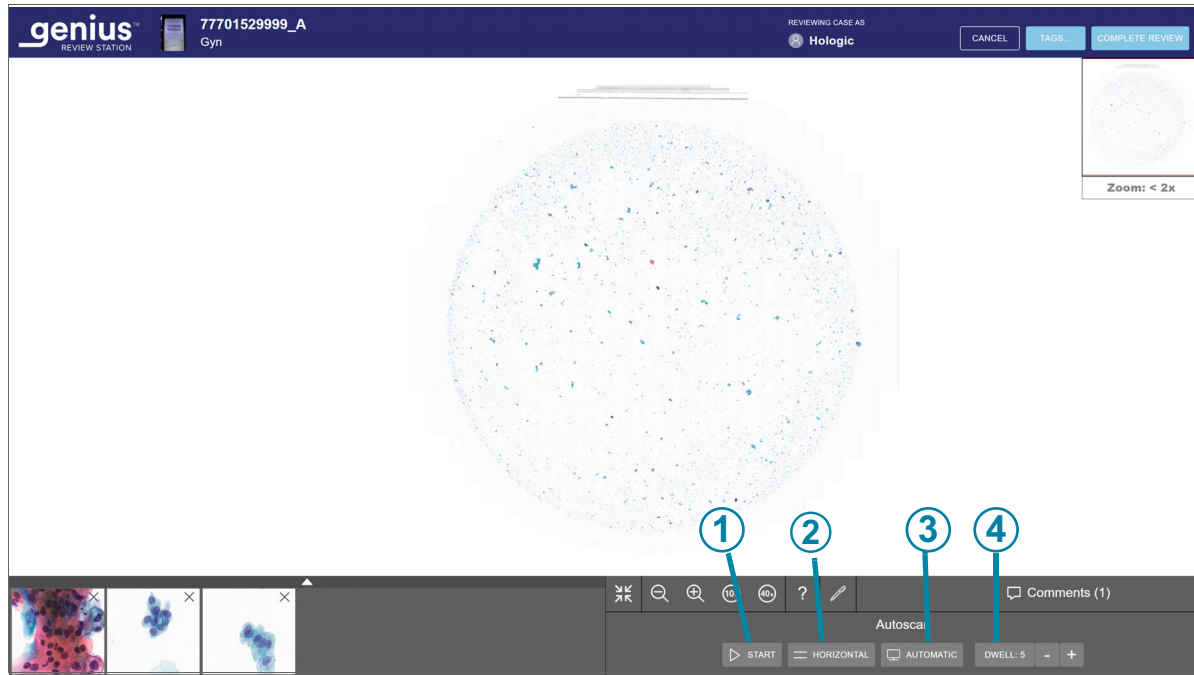 genius™
REVIEW STATION
77701529999_A
Gyn
REVIEWING CASE AS
Hologic
CANCEL
TAGS...
COMPLETE REVIEW
Zoom: < 2x
1
2
3
4
?
40x
Comments (1)
START
HORIZONTAL
AUTOMATIC
DWELL: 5
-
+